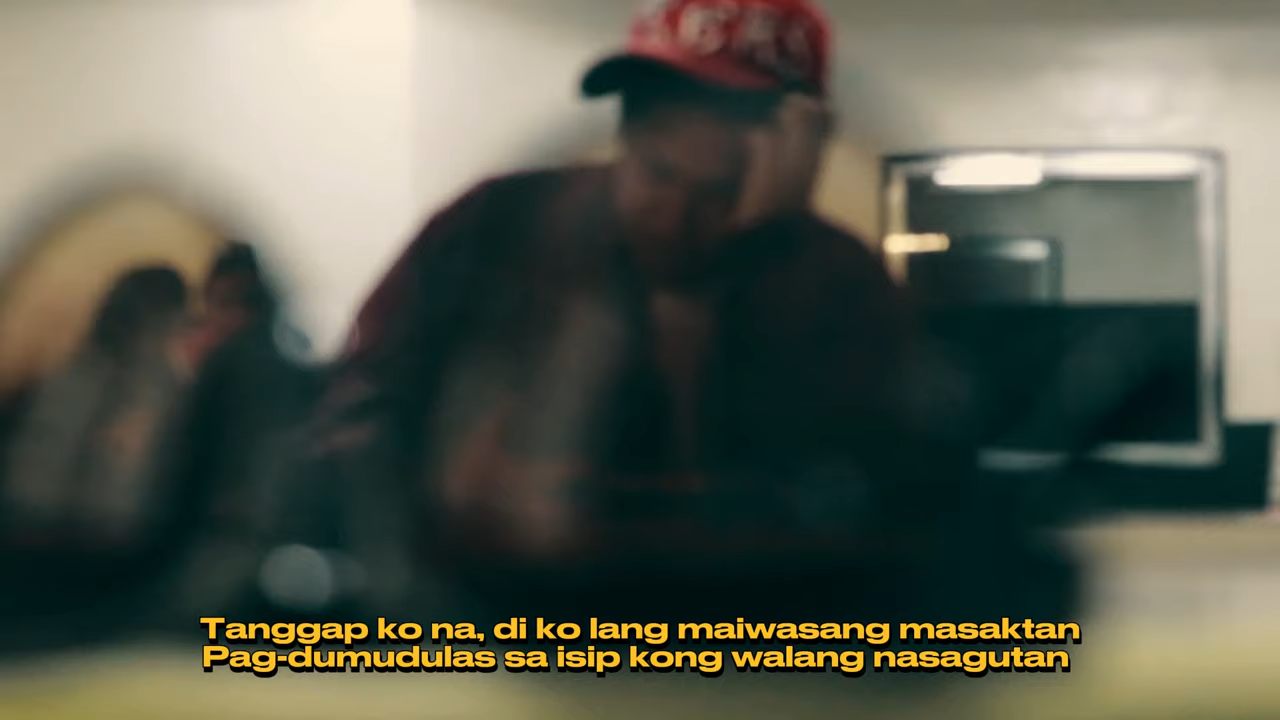 Tanggap ko na, di ko lang maiwasang masaktan
Pag-dumudulas sa isip kong walang nasagutan